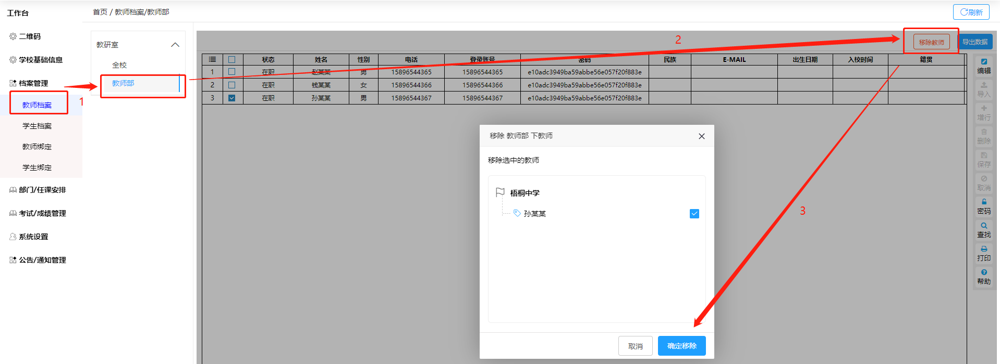 工作台
首页 / 教师档案/教师部
刷新
二维码
学校基础信息
档案管理
教师档案
学生档案
教师绑定
学生绑定
部门/任课安排
考试/成绩管理
系统设置
公告/通知管理
1
教研室
全校
教师部
2
移除教师
导出数据
状态 姓名 性别 电话 登录账号 密码 民族 E-MAIL 出生日期 入校时间 籍贯
1 在职 赵某某 男 15896544365 15896544365 e10adc3949ba59abbe56e057f20f883e
2 在职 钱某某 女 15896544366 15896544366 e10adc3949ba59abbe56e057f20f883e
3 在职 孙某某 男 15896544367 15896544367 e10adc3949ba59abbe56e057f20f883e
移除 教师部 下教师
移除选中的教师
梧桐中学
孙某某
取消
确定移除
3
编辑
导入
增行
删除
保存
取消
密码
查找
打印
帮助